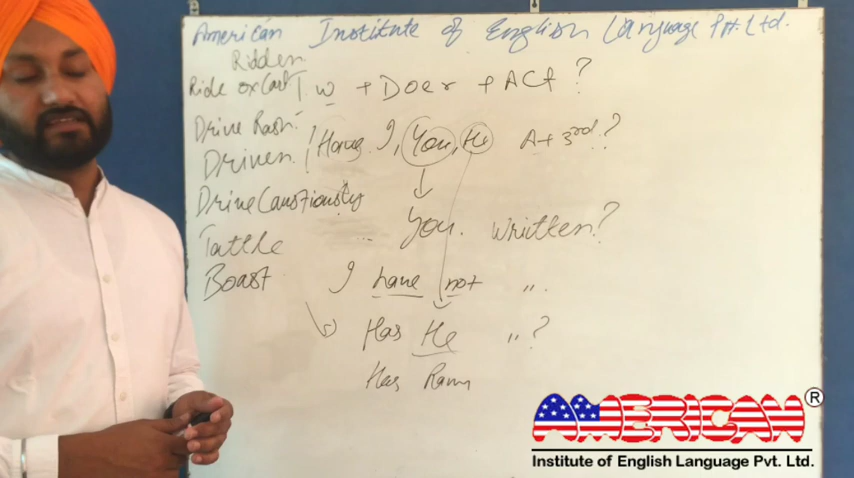 American Institute of English Language Pvt. Ltd.
Ridden
Ride ox Cart
W + Doer + Act ?
Drive Rash
Driven
Have I, You, He A + 3rd ?
Drive Caustiously
Tattle
You. Written?
Boast
I have not ".
Has He " ?
Has Ram
AMERICAN®
Institute of English Language Pvt. Ltd.